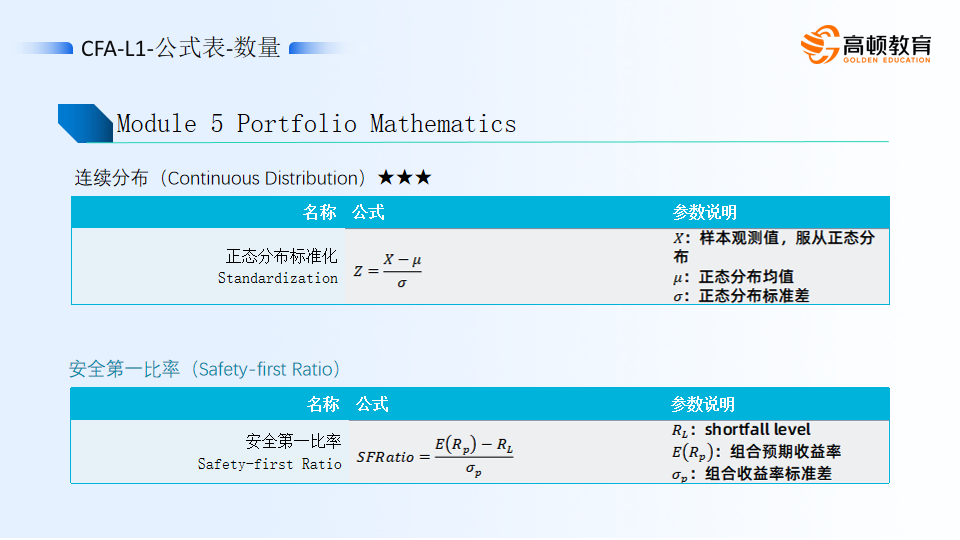 CFA-L1-公式表-数量
高顿教育
GOLDEN EDUCATION
Module 5 Portfolio Mathematics
连续分布（Continuous Distribution）★★★
名称 公式 参数说明
正态分布标准化
Standardization
Z = (X − μ) / σ
X：样本观测值，服从正态分
布
μ：正态分布均值
σ：正态分布标准差
安全第一比率（Safety-first Ratio）
名称 公式 参数说明
安全第一比率
Safety-first Ratio
SFRatio = (E(Rₚ) − R_L) / σₚ
R_L：shortfall level
E(Rₚ)：组合预期收益率
σₚ：组合收益率标准差